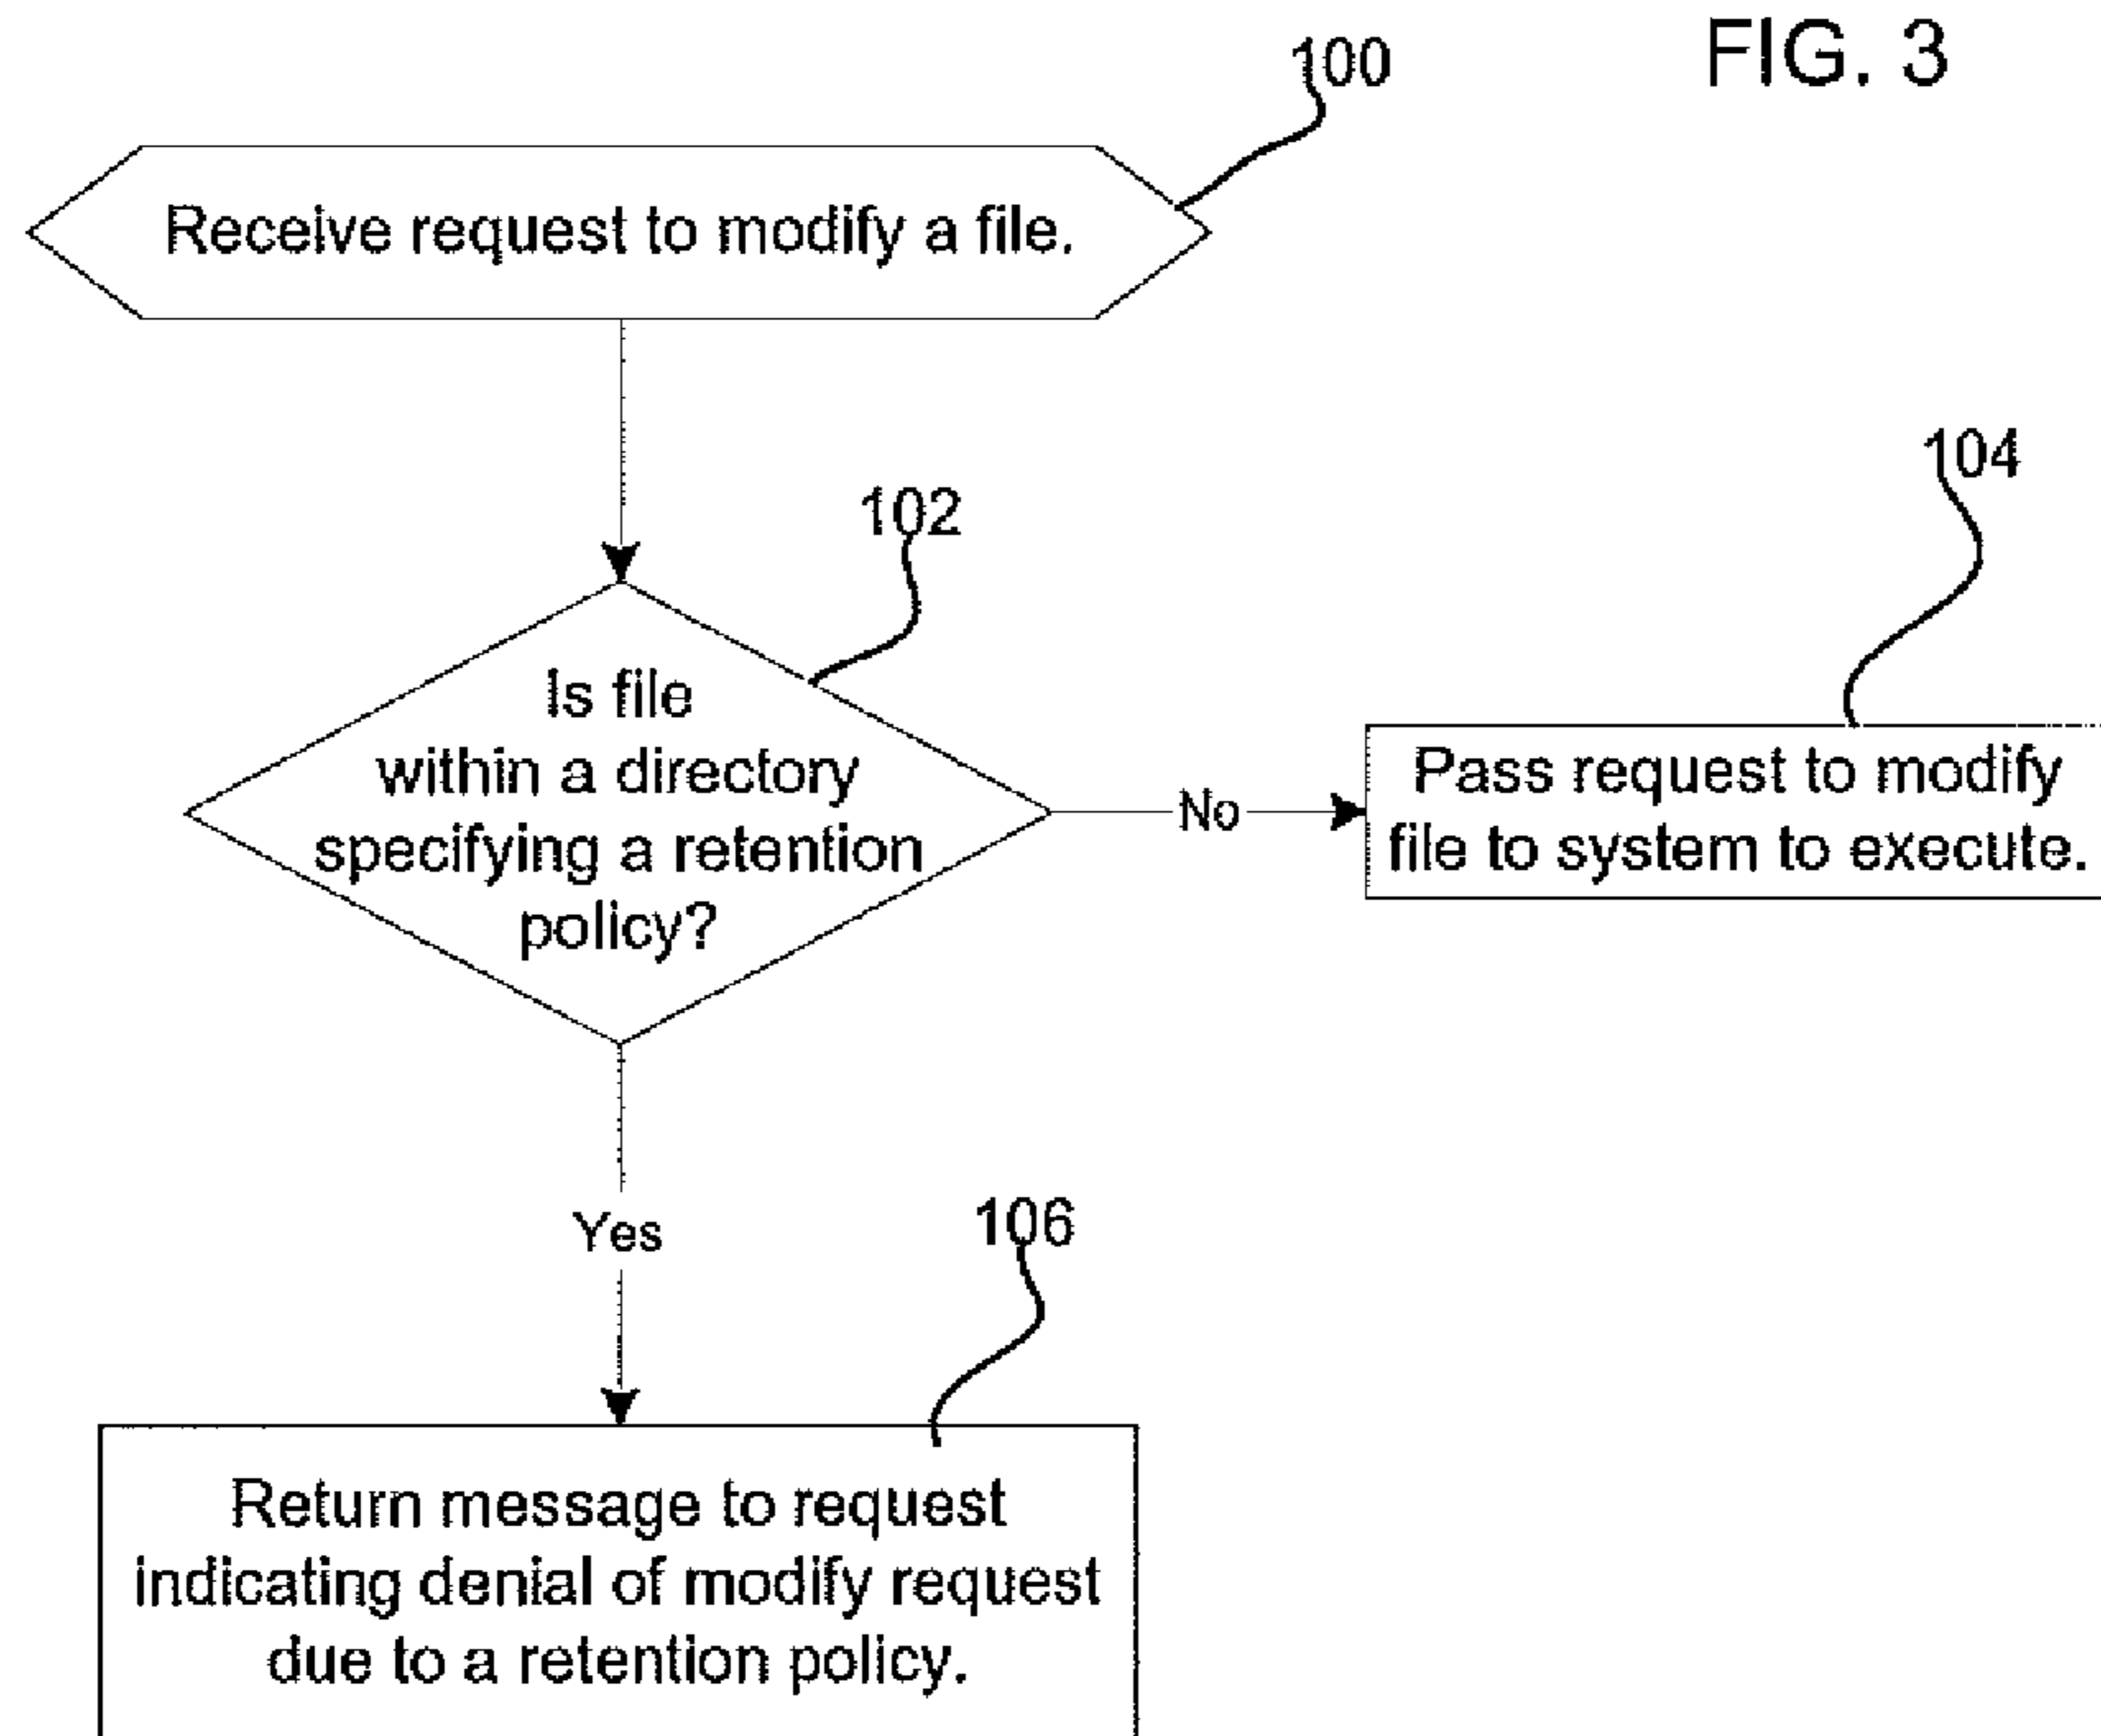 FIG. 3
100
Receive request to modify a file.
102
Is file
within a directory
specifying a retention
policy?
No
104
Pass request to modify
file to system to execute.
Yes
106
Return message to request
indicating denial of modify request
due to a retention policy.